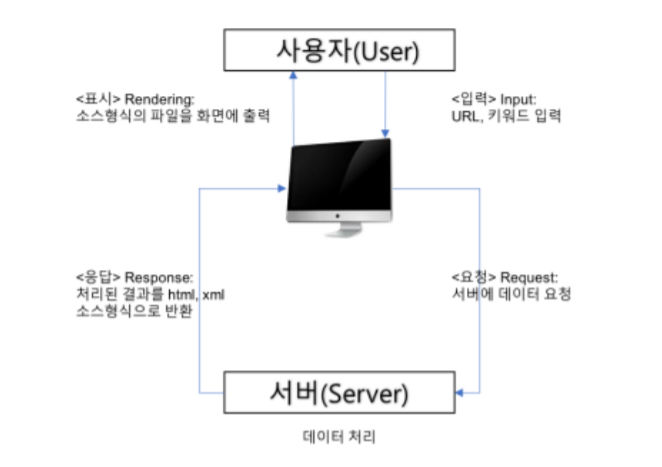 사용자(User)
<표시> Rendering:
소스형식의 파일을 화면에 출력
<입력> Input:
URL, 키워드 입력
<응답> Response:
처리된 결과를 html, xml
소스형식으로 반환
<요청> Request:
서버에 데이터 요청
서버(Server)
데이터 처리